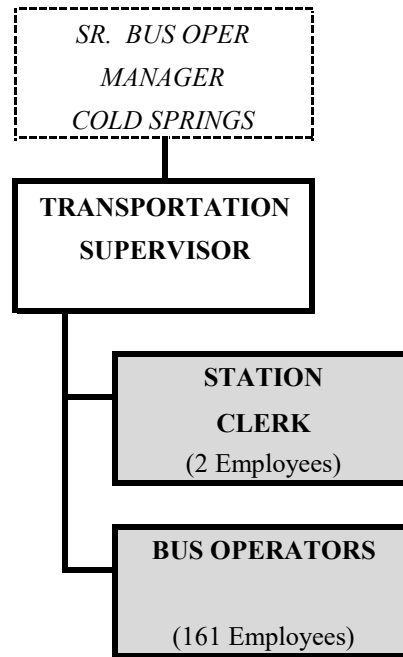 SR. BUS OPER
MANAGER
COLD SPRINGS
TRANSPORTATION
SUPERVISOR
STATION
CLERK
(2 Employees)
BUS OPERATORS
(161 Employees)